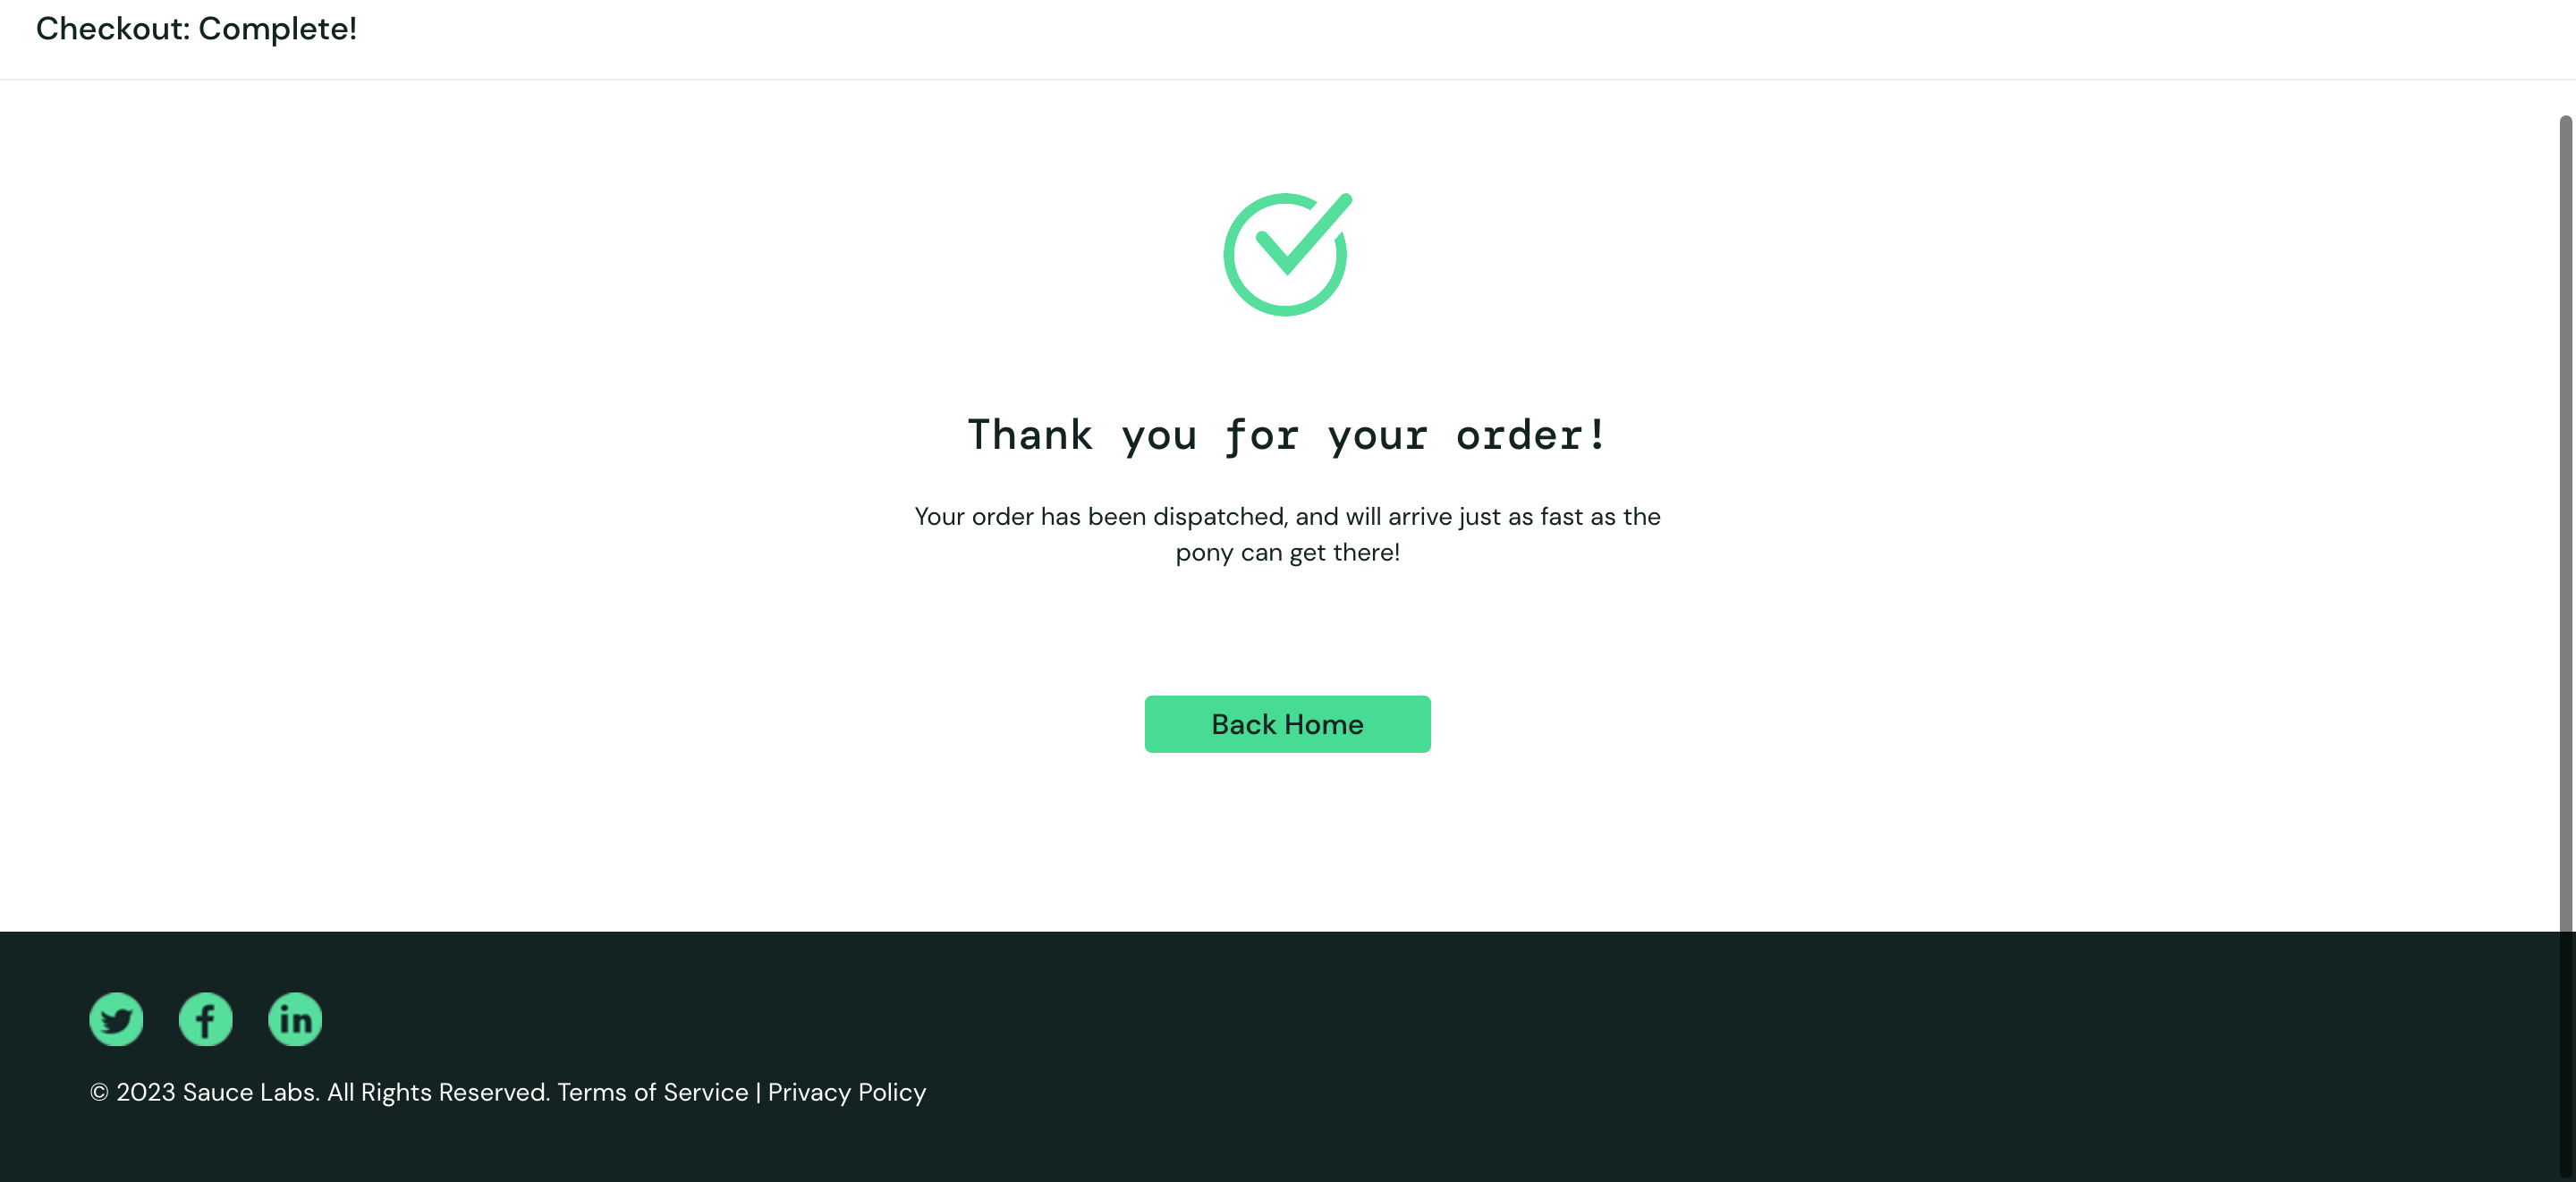 Checkout: Complete!
Thank you for your order!
Your order has been dispatched, and will arrive just as fast as the
pony can get there!
Back Home
© 2023 Sauce Labs. All Rights Reserved. Terms of Service | Privacy Policy